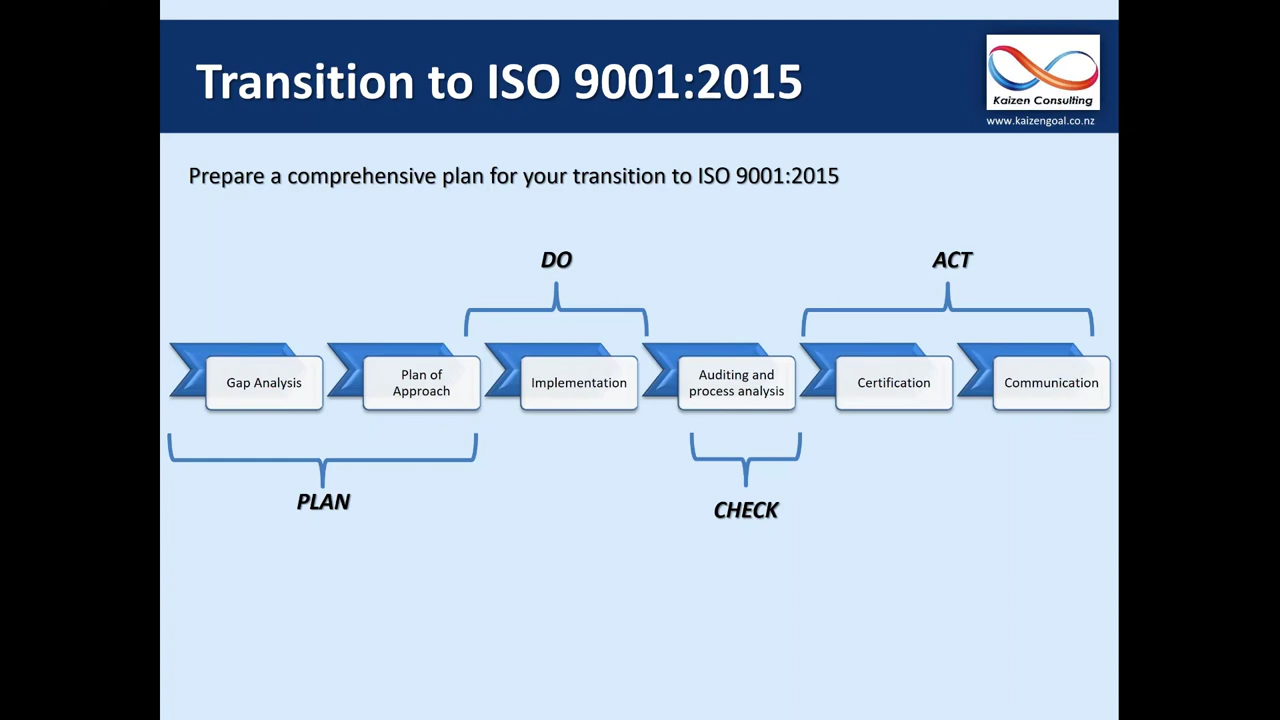 Transition to ISO 9001:2015
Kaizen Consulting
www.kaizengoal.co.nz
Prepare a comprehensive plan for your transition to ISO 9001:2015
DO
ACT
Gap Analysis
Plan of
Approach
Implementation
Auditing and
process analysis
Certification
Communication
PLAN
CHECK